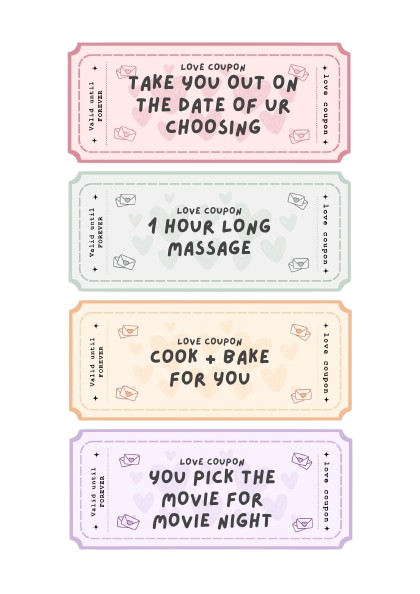 Valid until
FOREVER
LOVE COUPON
TAKE YOU OUT ON
THE DATE OF UR
CHOOSING
love coupon
Valid until
FOREVER
LOVE COUPON
1 HOUR LONG
MASSAGE
love coupon
Valid until
FOREVER
LOVE COUPON
COOK + BAKE
FOR YOU
love coupon
Valid until
FOREVER
LOVE COUPON
YOU PICK THE
MOVIE FOR
MOVIE NIGHT
love coupon